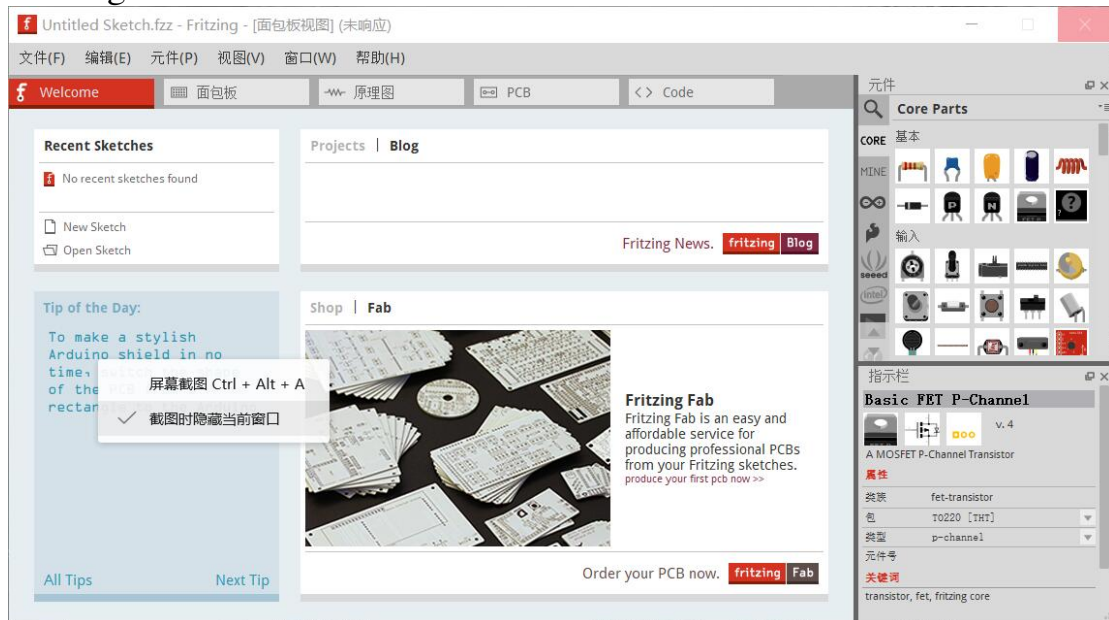 Untitled Sketch.fzz - Fritzing - [面包板视图] (未响应)
文件(F) 编辑(E) 元件(P) 视图(V) 窗口(W) 帮助(H)
Welcome 面包板 原理图 PCB Code
Recent Sketches
No recent sketches found
New Sketch
Open Sketch
Projects | Blog
Fritzing News. fritzing Blog
Tip of the Day:
To make a stylish
Arduino shield in no
time,
of the
rectan
屏幕截图 Ctrl + Alt + A
截图时隐藏当前窗口
All Tips Next Tip
Shop | Fab
Fritzing Fab
Fritzing Fab is an easy and
affordable service for
producing professional PCBs
from your Fritzing sketches.
produce your first pcb now >>
Order your PCB now. fritzing Fab
元件
Core Parts
CORE
MINE
seeed
intel
基本
P N
输入
指示栏
Basic FET P-Channel
v. 4
A MOSFET P-Channel Transistor
属性
类族 fet-transistor
包 TO220 [THT]
类型 p-channel
元件号
关键词
transistor, fet, fritzing core